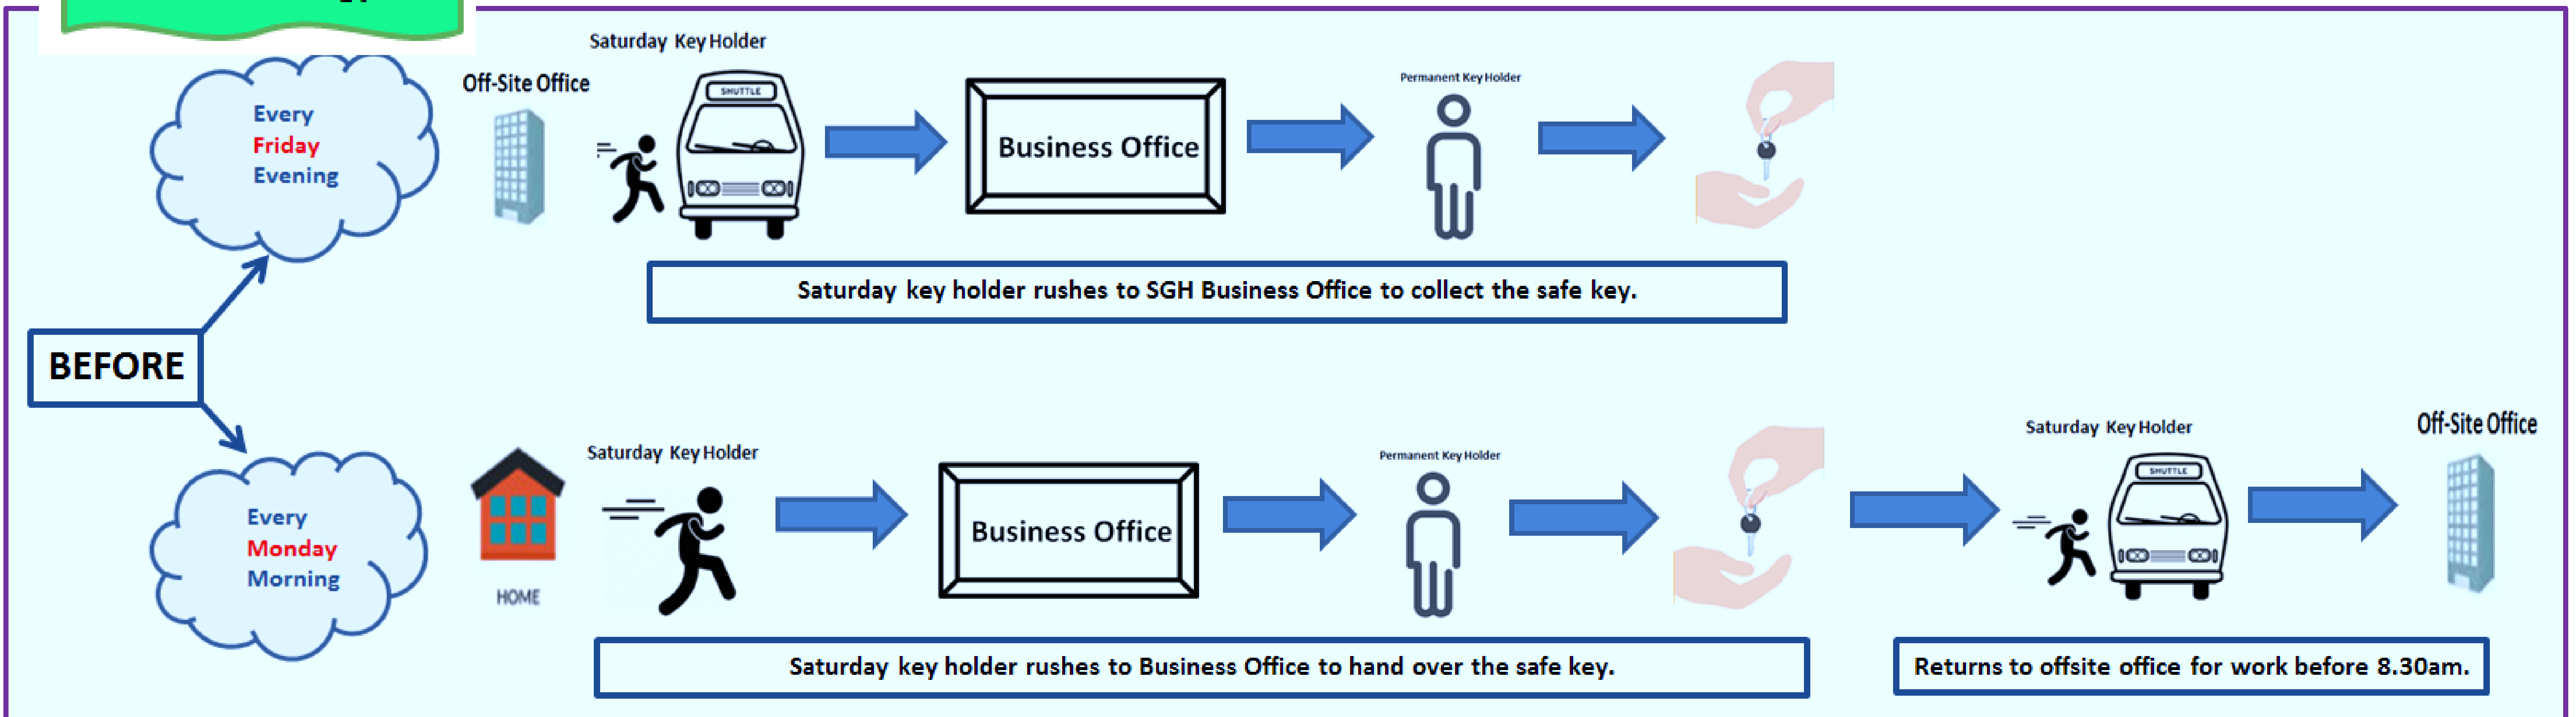 Saturday Key Holder
Off-Site Office
SHUTTLE
Permanent Key Holder
Every
Friday
Evening
Business Office
Saturday key holder rushes to SGH Business Office to collect the safe key.
BEFORE
Saturday Key Holder
Off-Site Office
Saturday Key Holder
Permanent Key Holder
SHUTTLE
Every
Monday
Morning
Business Office
HOME
Saturday key holder rushes to Business Office to hand over the safe key.
Returns to offsite office for work before 8.30am.